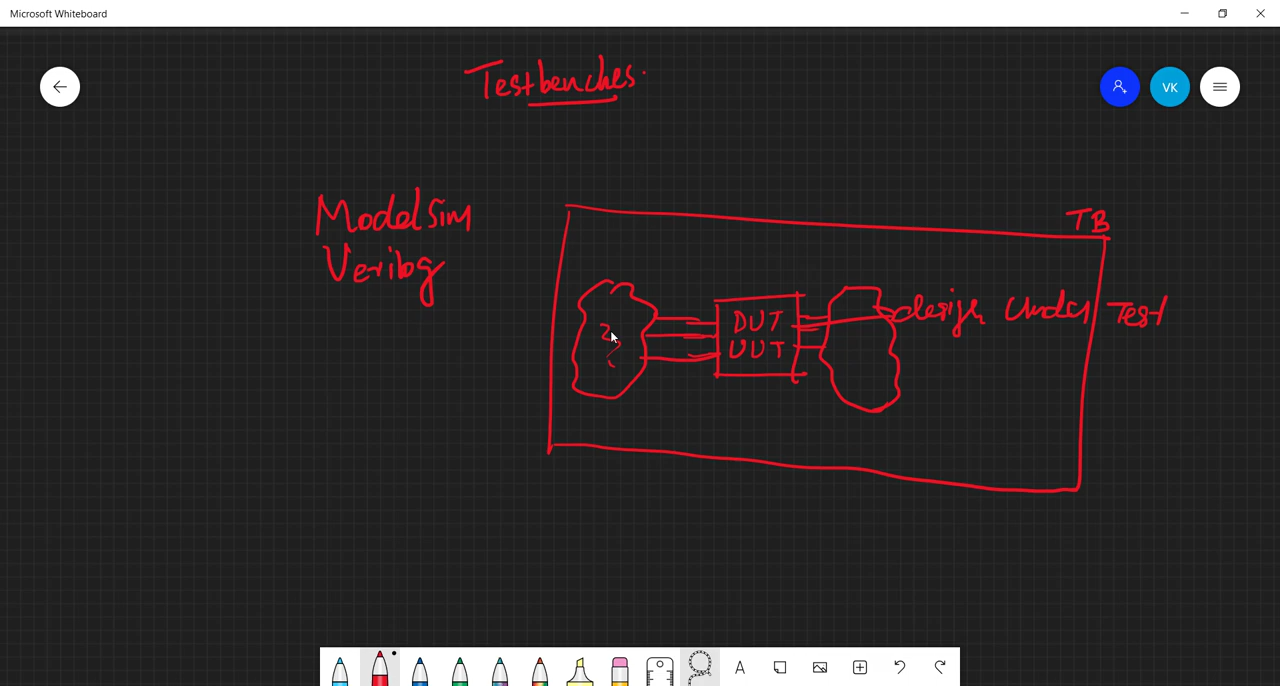 Microsoft Whiteboard
Testbenches.
VK
ModelSim
Verilog
TB
DUT design under Test
UUT
A